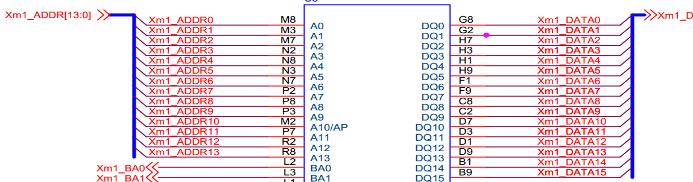 Xm1_ADDR[13:0] Xm1_D
Xm1_ADDR0 M8 A0 DQ0 G8 Xm1_DATA0
Xm1_ADDR1 M3 A1 DQ1 G2 Xm1_DATA1
Xm1_ADDR2 M7 A2 DQ2 H7 Xm1_DATA2
Xm1_ADDR3 N2 A3 DQ3 H3 Xm1_DATA3
Xm1_ADDR4 N8 A4 DQ4 H1 Xm1_DATA4
Xm1_ADDR5 N3 A5 DQ5 H9 Xm1_DATA5
Xm1_ADDR6 N7 A6 DQ6 F1 Xm1_DATA6
Xm1_ADDR7 P2 A7 DQ7 F9 Xm1_DATA7
Xm1_ADDR8 P8 A8 DQ8 C8 Xm1_DATA8
Xm1_ADDR9 P3 A9 DQ9 C2 Xm1_DATA9
Xm1_ADDR10 M2 A10/AP DQ10 D7 Xm1_DATA10
Xm1_ADDR11 P7 A11 DQ10 D3 Xm1_DATA11
Xm1_ADDR12 R2 A12 DQ12 D1 Xm1_DATA12
Xm1_ADDR13 R8 A13 DQ13 D9 Xm1_DATA13
Xm1_BA0 L2 BA0 DQ14 B1 Xm1_DATA14
Xm1_BA1 L3 BA1 DQ15 B9 Xm1_DATA15